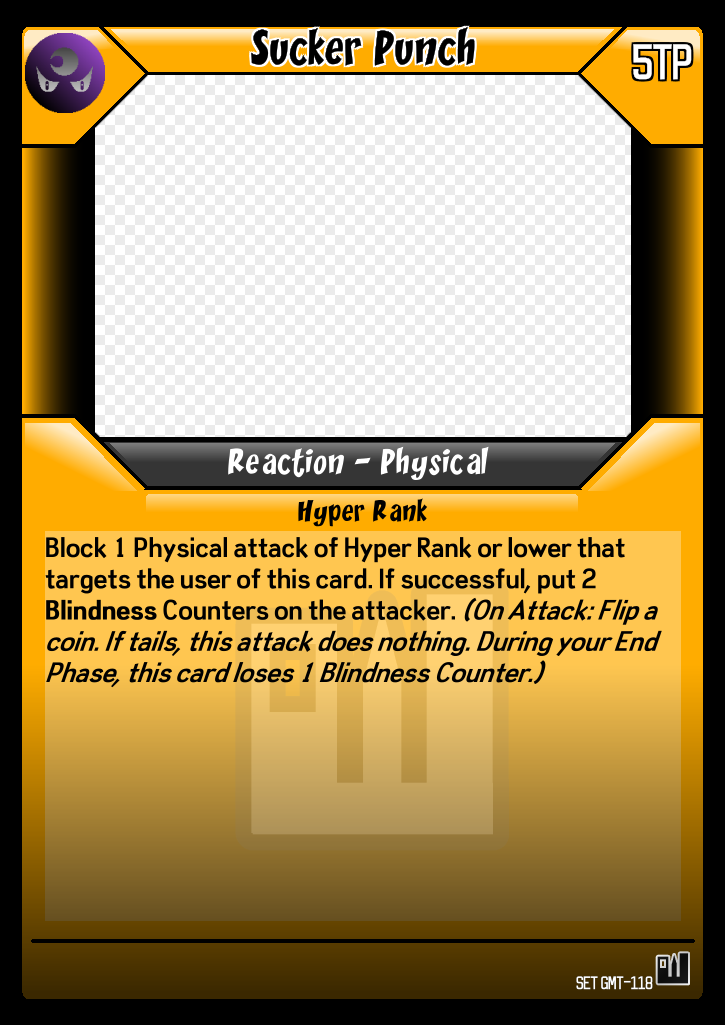 Sucker Punch
5TP
Reaction - Physical
Hyper Rank
Block 1 Physical attack of Hyper Rank or lower that
targets the user of this card. If successful, put 2
Blindness Counters on the attacker. (On Attack: Flip a
coin. If tails, this attack does nothing. During your End
Phase, this card loses 1 Blindness Counter.)
SET GMT-118